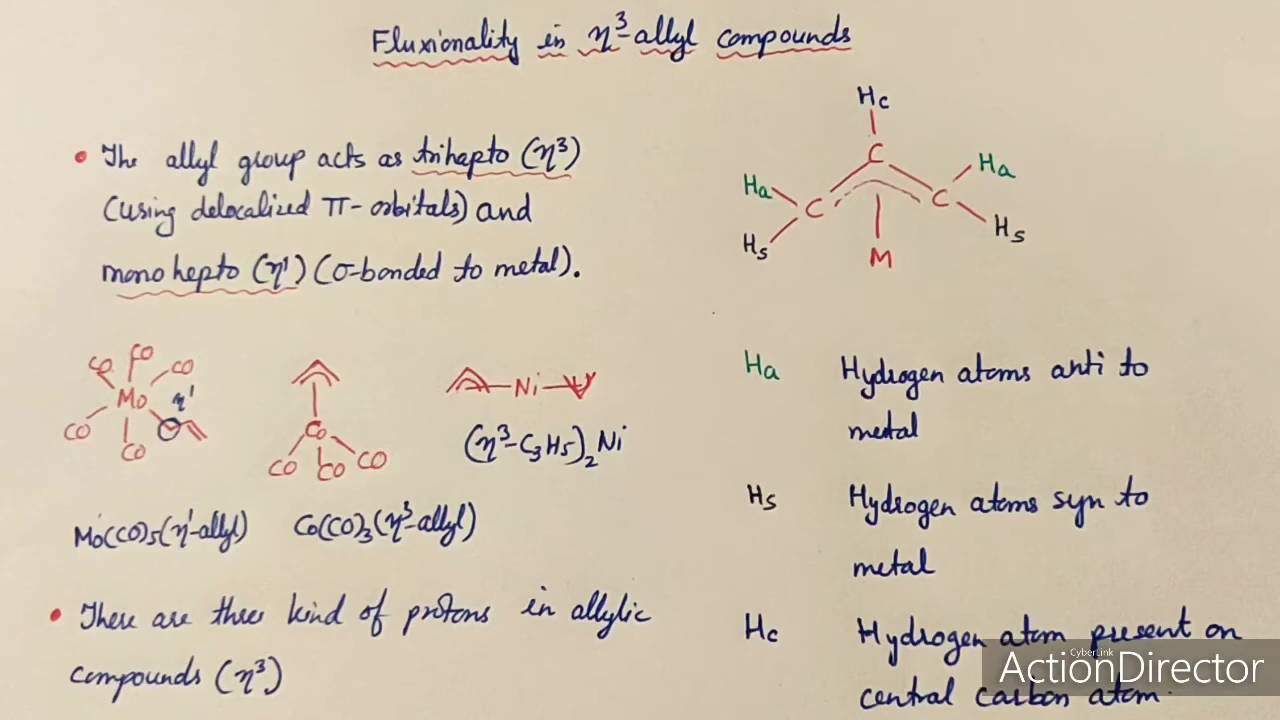 Fluxionality in η³-allyl compounds
• The allyl group acts as trihapto (η³)
(using delocalized π-orbitals) and
monohepto (η¹) (σ-bonded to metal).
Hc
C
Ha C C Ha
Hs Hs
M
CO CO CO
Mo η¹
CO CO
Co
CO CO CO
Ni
(η³-C₃H₅)₂Ni
Mo(CO)₅(η¹-allyl) Co(CO)₃(η³-allyl)
• There are three kind of protons in allylic
compounds (η³)
Ha Hydrogen atoms anti to
metal
Hs Hydrogen atoms syn to
metal
Hc Hydrogen atom present on
central carbon atom.
CyberLink
ActionDirector